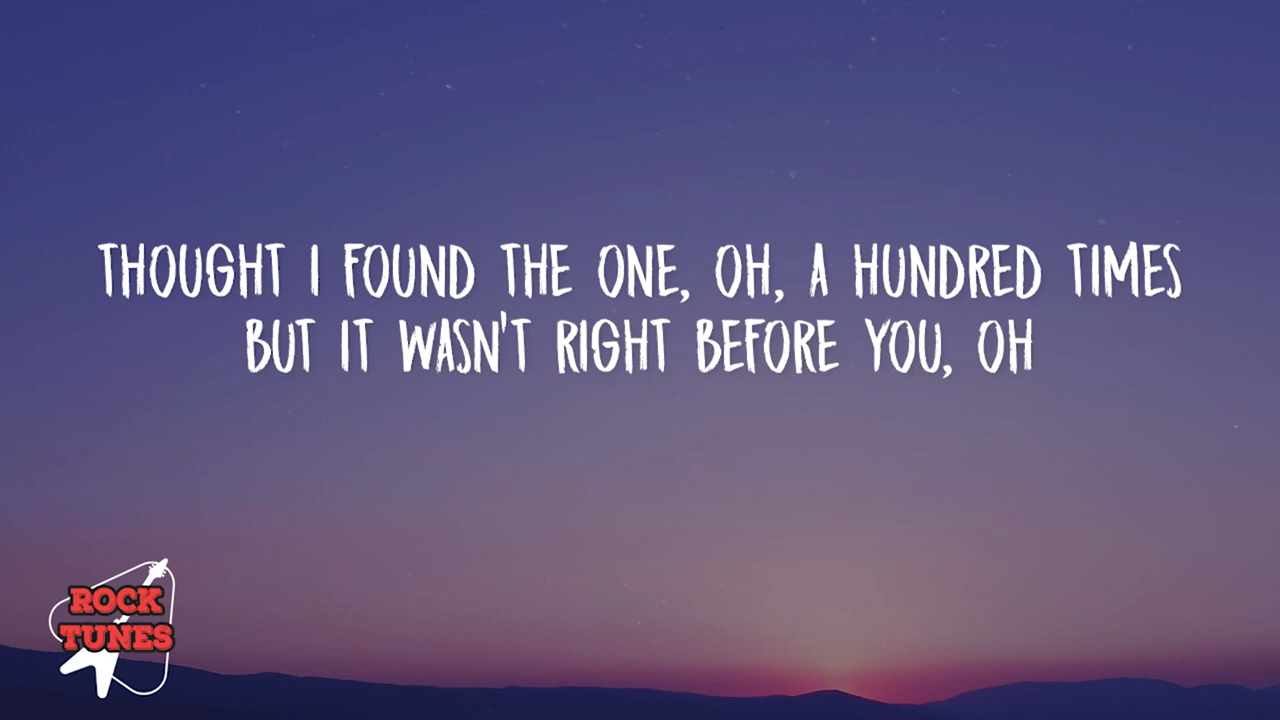 THOUGHT I FOUND THE ONE, OH, A HUNDRED TIMES
BUT IT WASN'T RIGHT BEFORE YOU, OH
ROCK
TUNES